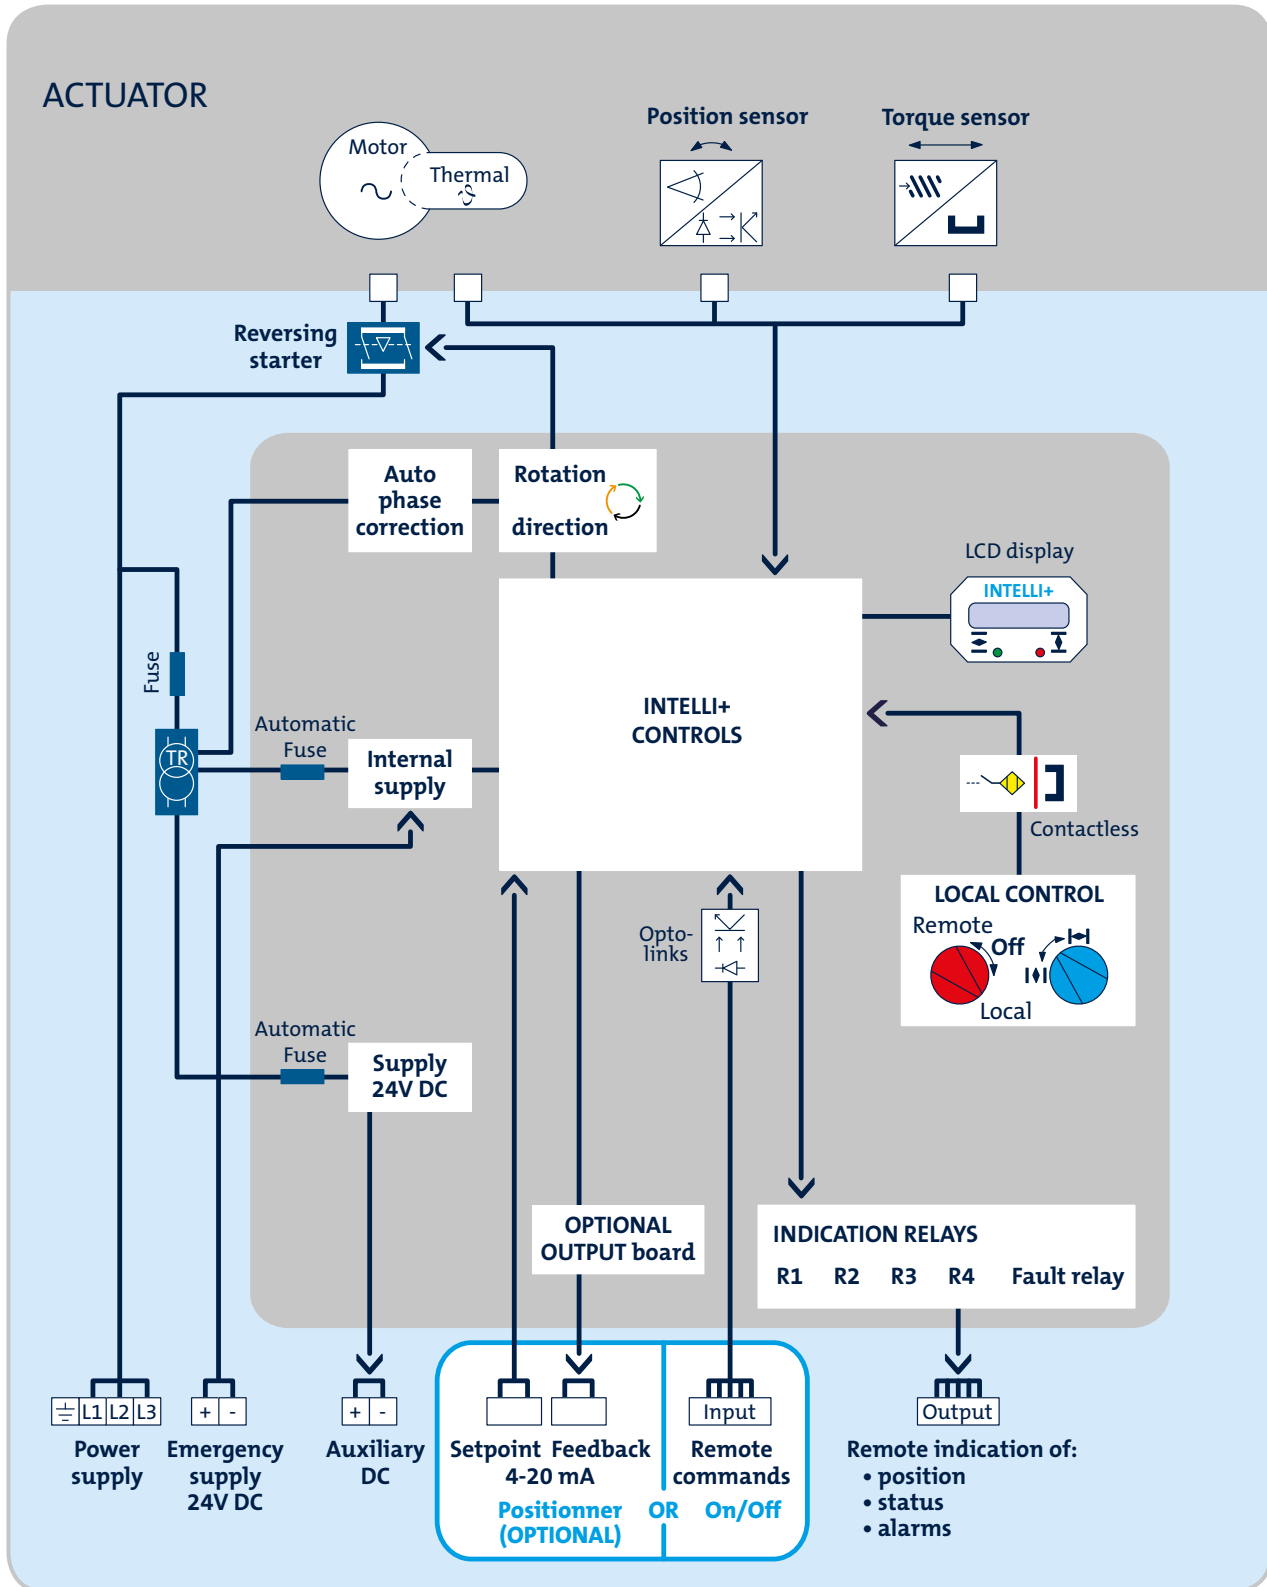 ACTUATOR
Position sensor
Torque sensor
Motor
Thermal
Reversing
starter
Auto
phase
correction
Rotation
direction
LCD display
INTELLI+
Fuse
TR
Automatic
Fuse
Internal
supply
INTELLI+
CONTROLS
Contactless
LOCAL CONTROL
Remote
Off
Local
Opto-
links
Automatic
Fuse
Supply
24V DC
OPTIONAL
OUTPUT board
INDICATION RELAYS
R1 R2 R3 R4 Fault relay
L1 L2 L3
+ -
+ -
Input
Output
Power
supply
Emergency
supply
24V DC
Auxiliary
DC
Setpoint Feedback
4-20 mA
Positionner
(OPTIONAL)
OR
Remote
commands
On/Off
Remote indication of:
• position
• status
• alarms